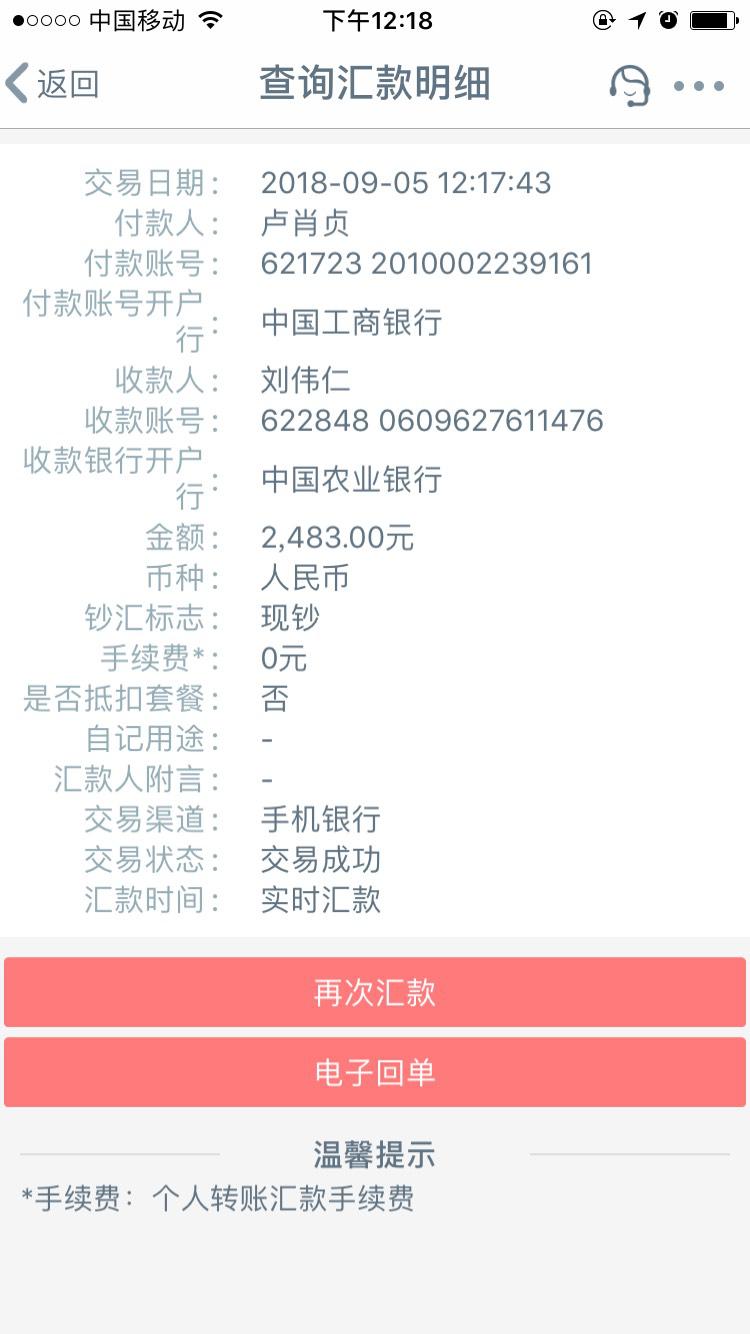 中国移动 下午12:18
返回 查询汇款明细
交易日期： 2018-09-05 12:17:43
付款人： 卢肖贞
付款账号： 621723 2010002239161
付款账号开户行： 中国工商银行
收款人： 刘伟仁
收款账号： 622848 0609627611476
收款银行开户行： 中国农业银行
金额： 2,483.00元
币种： 人民币
钞汇标志： 现钞
手续费*： 0元
是否抵扣套餐： 否
自记用途： -
汇款人附言： -
交易渠道： 手机银行
交易状态： 交易成功
汇款时间： 实时汇款
再次汇款
电子回单
温馨提示
*手续费：个人转账汇款手续费